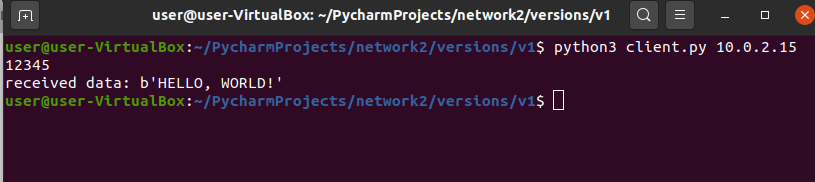 user@user-VirtualBox: ~/PycharmProjects/network2/versions/v1
user@user-VirtualBox:~/PycharmProjects/network2/versions/v1$ python3 client.py 10.0.2.15
12345
received data: b'HELLO, WORLD!'
user@user-VirtualBox:~/PycharmProjects/network2/versions/v1$